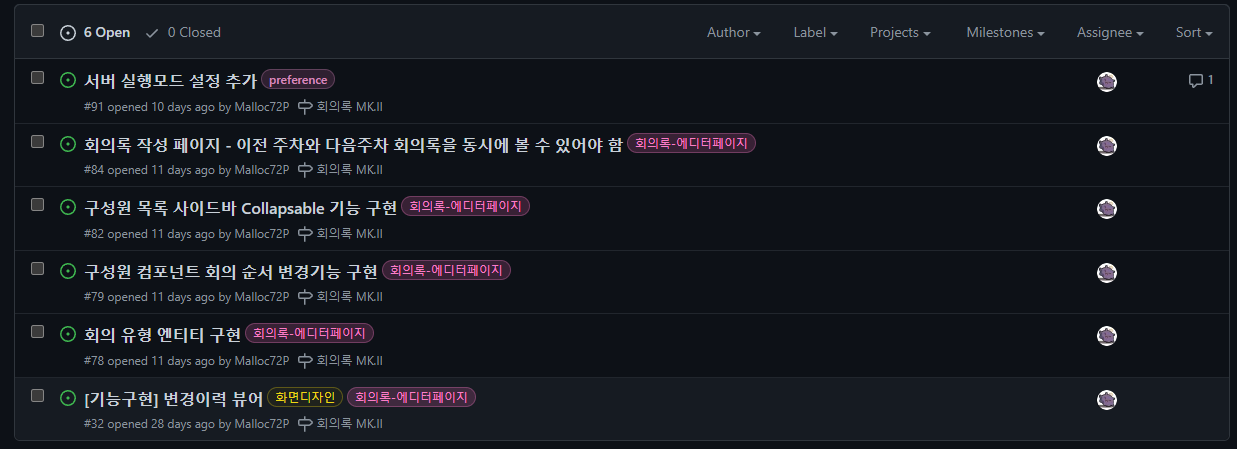 6 Open 0 Closed Author Label Projects Milestones Assignee Sort
서버 실행모드 설정 추가 preference 1
#91 opened 10 days ago by Malloc72P 회의록 MK.II
회의록 작성 페이지 - 이전 주차와 다음주차 회의록을 동시에 볼 수 있어야 함 회의록-에디터페이지
#84 opened 11 days ago by Malloc72P 회의록 MK.II
구성원 목록 사이드바 Collapsable 기능 구현 회의록-에디터페이지
#82 opened 11 days ago by Malloc72P 회의록 MK.II
구성원 컴포넌트 회의 순서 변경기능 구현 회의록-에디터페이지
#79 opened 11 days ago by Malloc72P 회의록 MK.II
회의 유형 엔티티 구현 회의록-에디터페이지
#78 opened 11 days ago by Malloc72P 회의록 MK.II
[기능구현] 변경이력 뷰어 화면디자인 회의록-에디터페이지
#32 opened 28 days ago by Malloc72P 회의록 MK.II